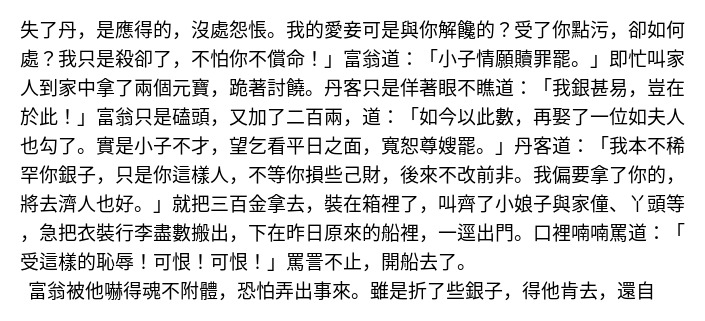 失了丹，是應得的，沒處怨悵。我的愛妾可是與你解饞的？受了你點污，卻如何
處？我只是殺卻了，不怕你不償命！」富翁道：「小子情願贖罪罷。」即忙叫家
人到家中拿了兩個元寶，跪著討饒。丹客只是佯著眼不瞧道：「我銀甚易，豈在
於此！」富翁只是磕頭，又加了二百兩，道：「如今以此數，再娶了一位如夫人
也勾了。實是小子不才，望乞看平日之面，寬恕尊嫂罷。」丹客道：「我本不稀
罕你銀子，只是你這樣人，不等你損些己財，後來不改前非。我偏要拿了你的，
將去濟人也好。」就把三百金拿去，裝在箱裡了，叫齊了小娘子與家僮、丫頭等
，急把衣裝行李盡數搬出，下在昨日原來的船裡，一逕出門。口裡喃喃罵道：「
受這樣的恥辱！可恨！可恨！」罵詈不止，開船去了。
富翁被他嚇得魂不附體，恐怕弄出事來。雖是折了些銀子，得他肯去，還自